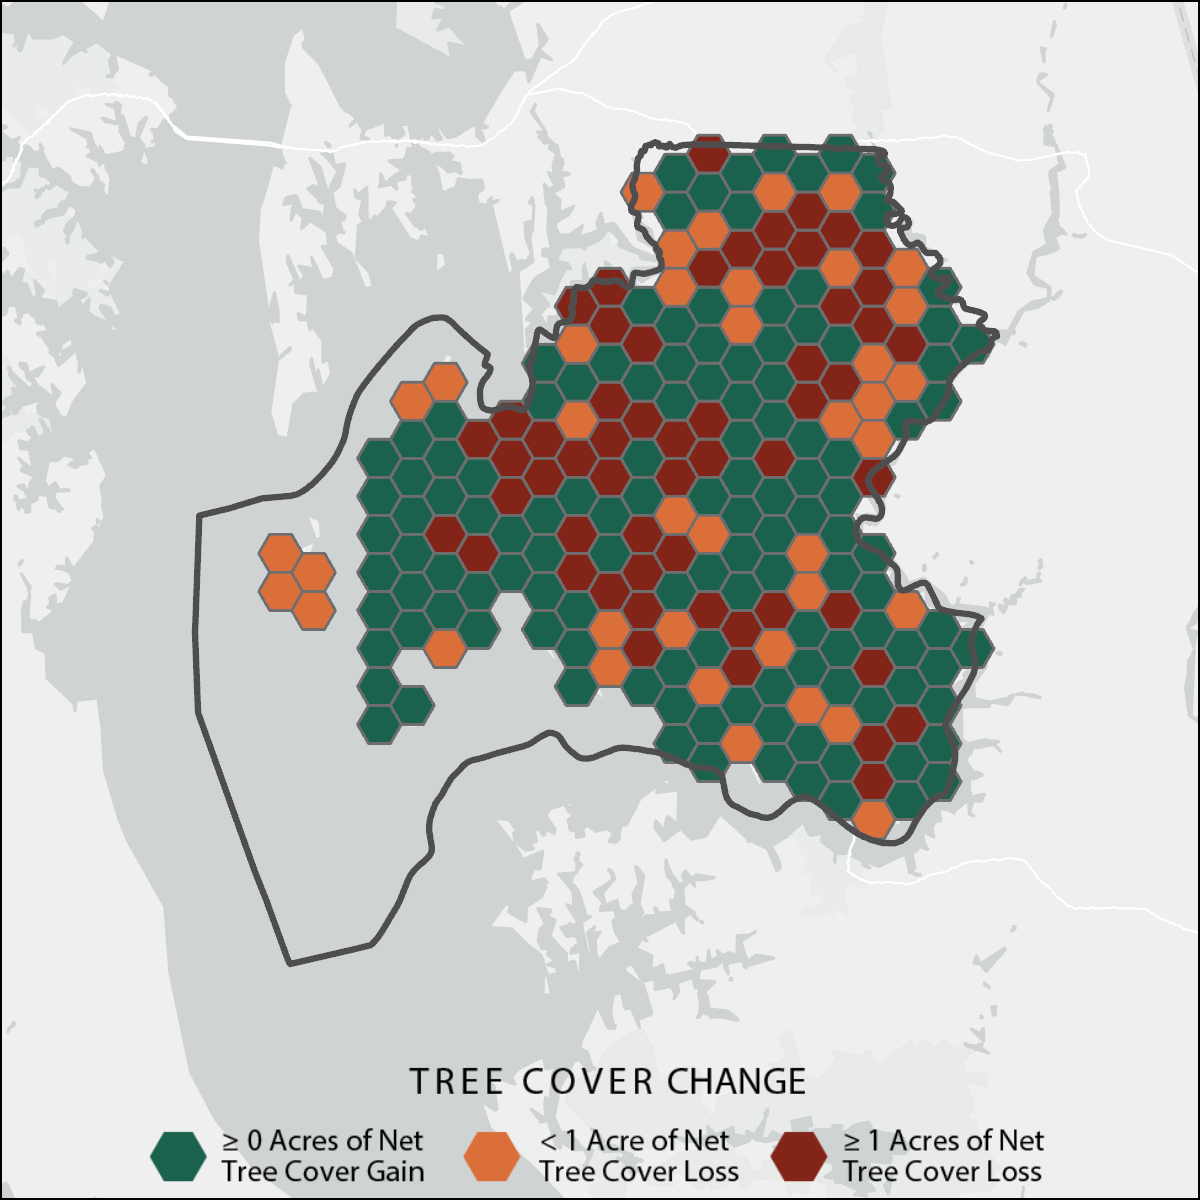 TREE COVER CHANGE
≥ 0 Acres of Net
Tree Cover Gain
< 1 Acre of Net
Tree Cover Loss
≥ 1 Acres of Net
Tree Cover Loss